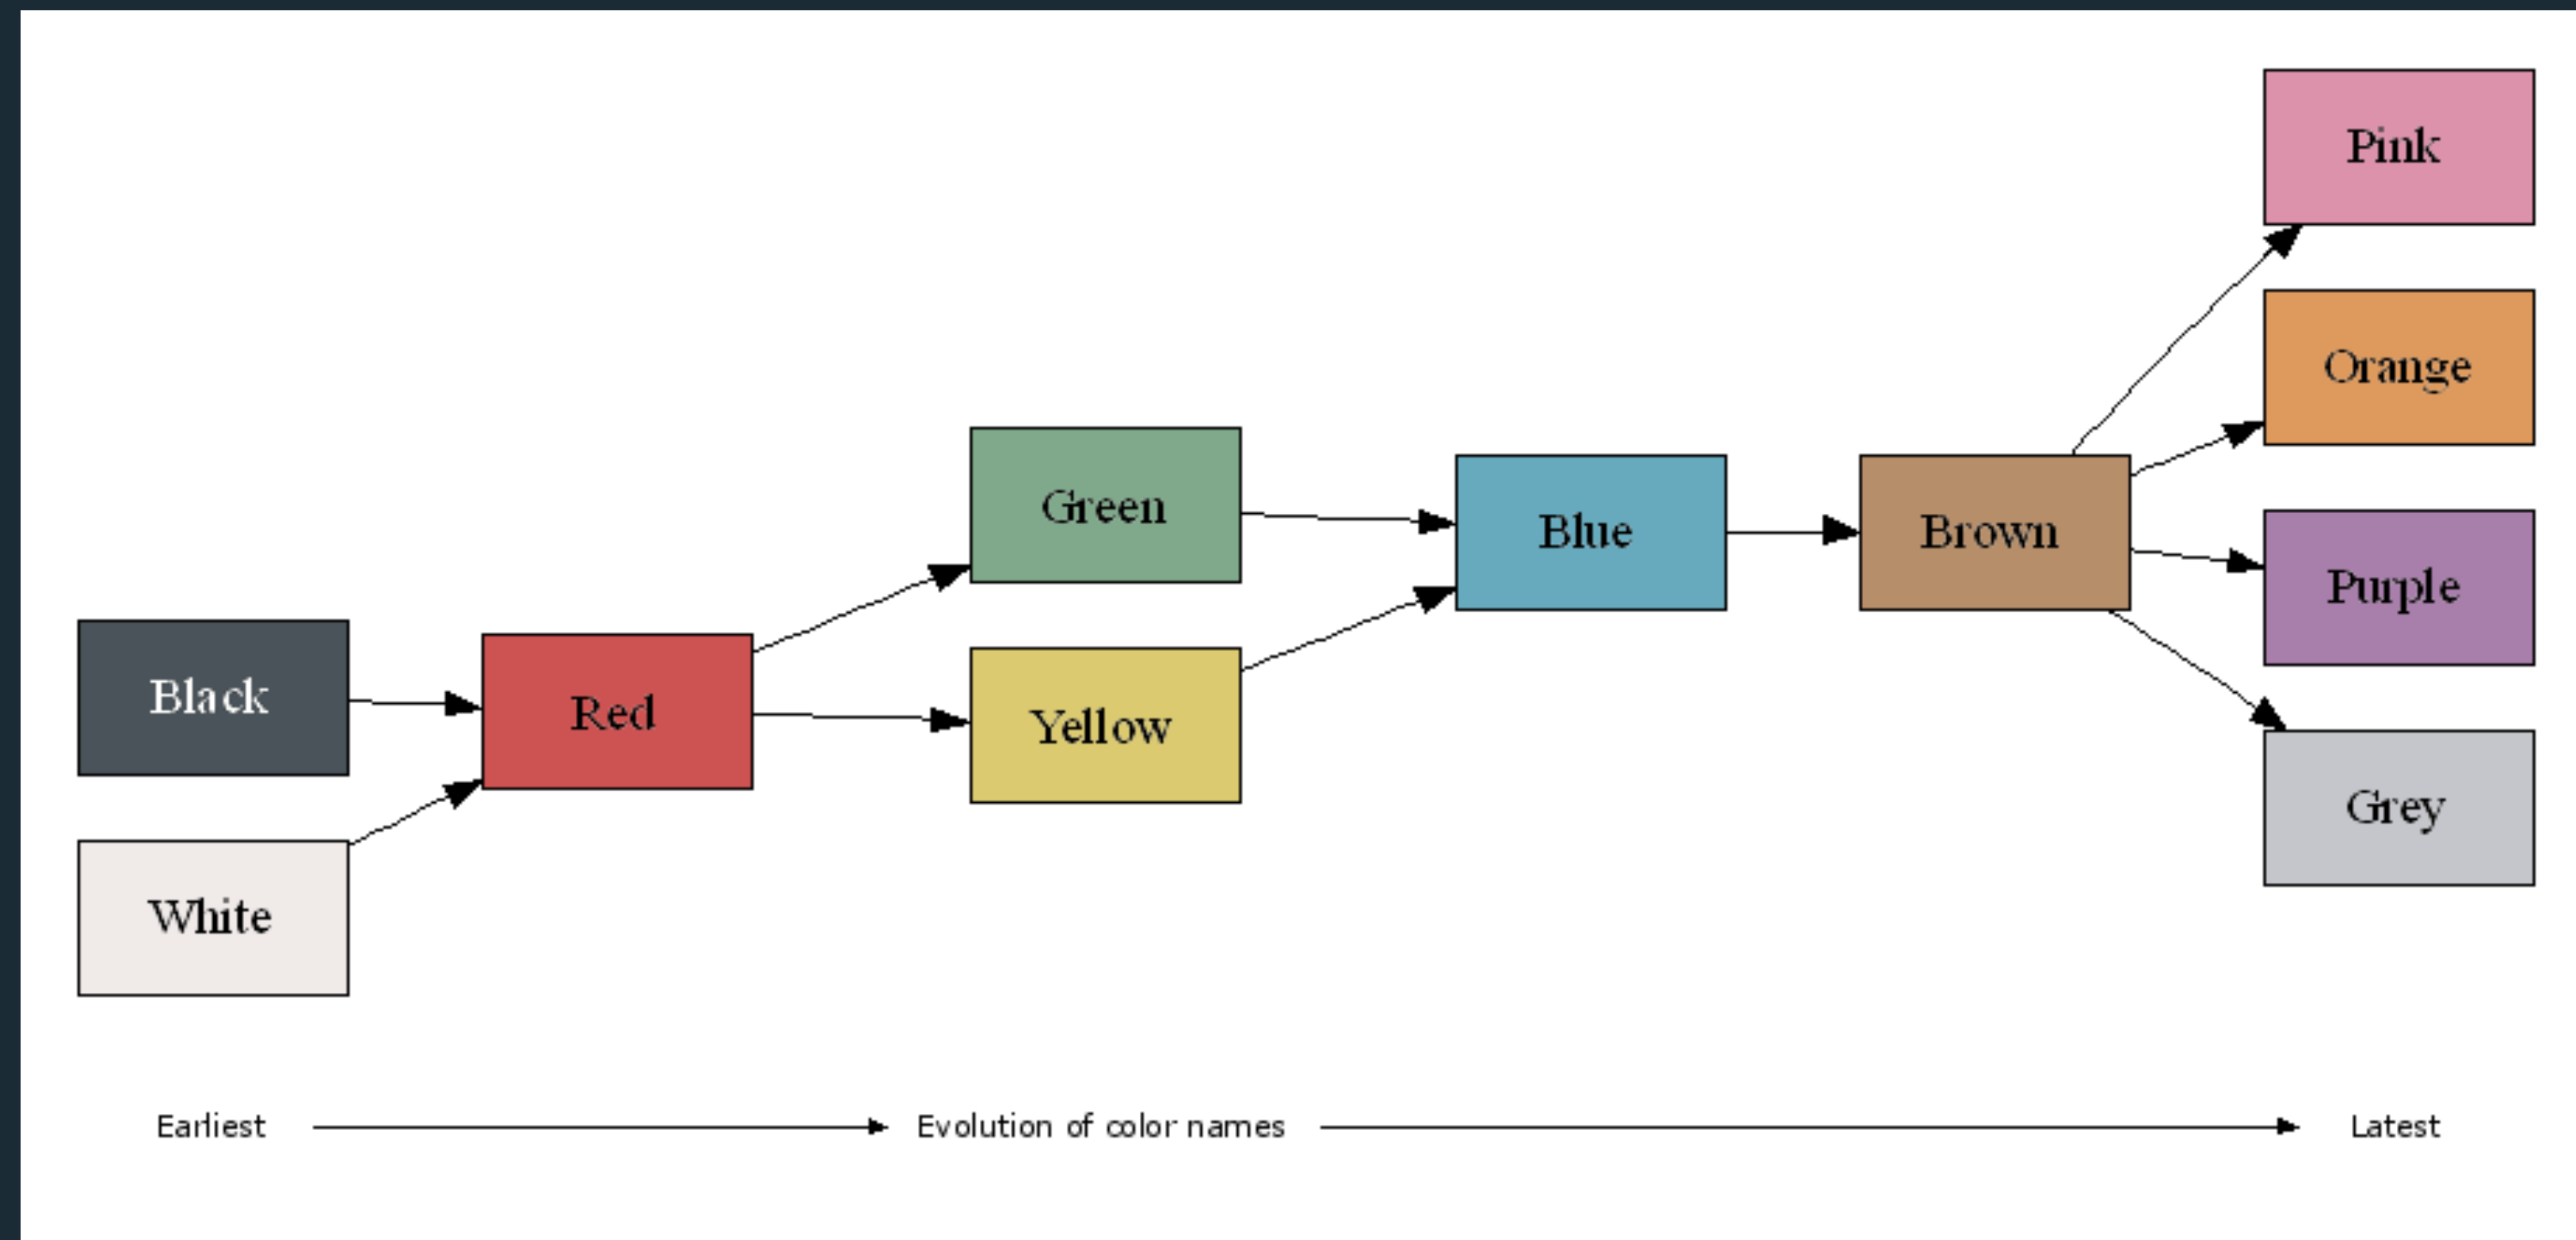 Pink
Orange
Green
Blue
Brown
Purple
Black
Red
Yellow
Grey
White
Earliest
Evolution of color names
Latest